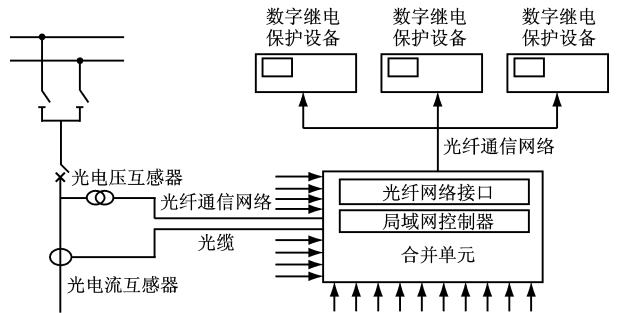 数字继电
保护设备
数字继电
保护设备
数字继电
保护设备
光纤通信网络
光电压互感器
光纤通信网络
光纤网络接口
局域网控制器
光缆
合并单元
光电流互感器